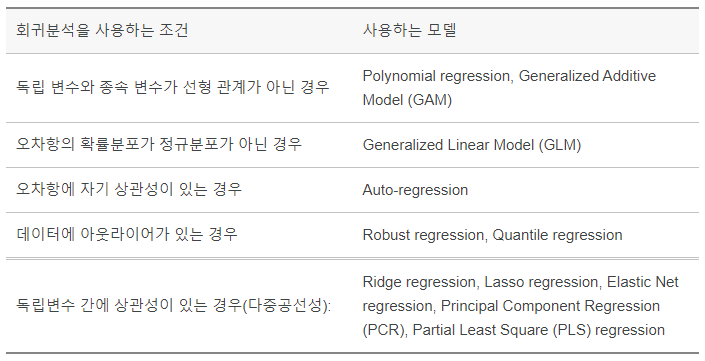 회귀분석을 사용하는 조건 사용하는 모델
독립 변수와 종속 변수가 선형 관계가 아닌 경우 Polynomial regression, Generalized Additive
Model (GAM)
오차항의 확률분포가 정규분포가 아닌 경우 Generalized Linear Model (GLM)
오차항에 자기 상관성이 있는 경우 Auto-regression
데이터에 아웃라이어가 있는 경우 Robust regression, Quantile regression
독립변수 간에 상관성이 있는 경우(다중공선성): Ridge regression, Lasso regression, Elastic Net
regression, Principal Component Regression
(PCR), Partial Least Square (PLS) regression